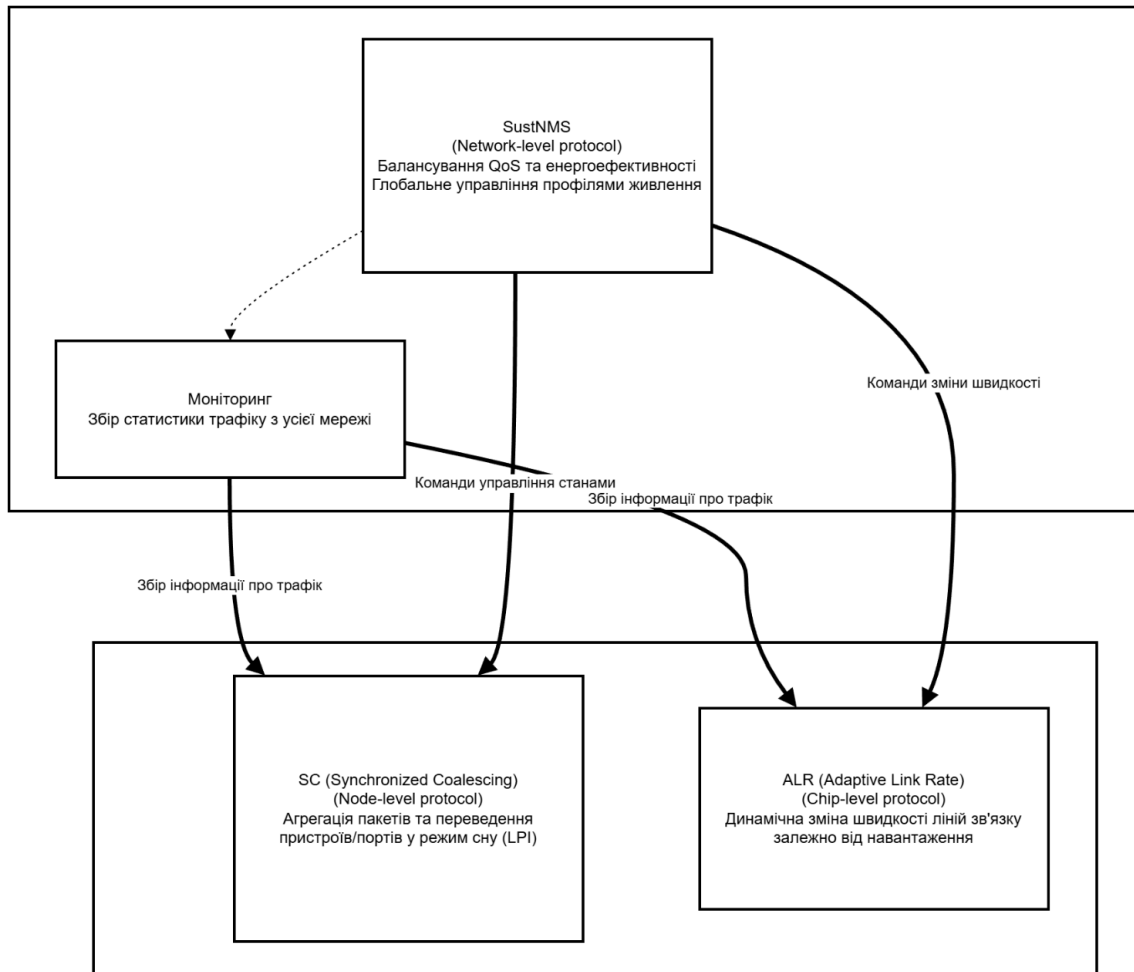 SustNMS
(Network-level protocol)
Балансування QoS та енергоефективності
Глобальне управління профілями живлення
Моніторинг
Збір статистики трафіку з усієї мережі
Команди зміни швидкості
Команди управління станами
Збір інформації про трафік
Збір інформації про трафік
SC (Synchronized Coalescing)
(Node-level protocol)
Агрегація пакетів та переведення
пристроїв/портів у режим сну (LPI)
ALR (Adaptive Link Rate)
(Chip-level protocol)
Динамічна зміна швидкості ліній зв'язку
залежно від навантаження